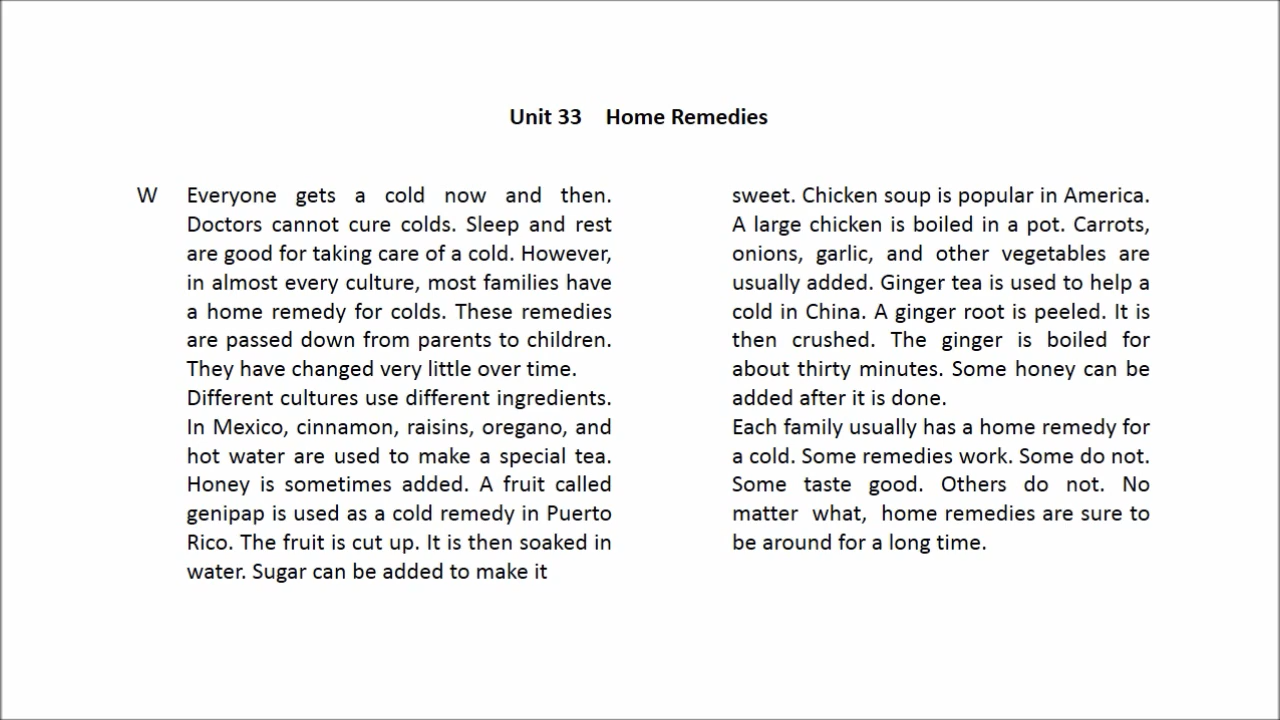 Unit 33 Home Remedies
W Everyone gets a cold now and then.
Doctors cannot cure colds. Sleep and rest
are good for taking care of a cold. However,
in almost every culture, most families have
a home remedy for colds. These remedies
are passed down from parents to children.
They have changed very little over time.
Different cultures use different ingredients.
In Mexico, cinnamon, raisins, oregano, and
hot water are used to make a special tea.
Honey is sometimes added. A fruit called
genipap is used as a cold remedy in Puerto
Rico. The fruit is cut up. It is then soaked in
water. Sugar can be added to make it
sweet. Chicken soup is popular in America.
A large chicken is boiled in a pot. Carrots,
onions, garlic, and other vegetables are
usually added. Ginger tea is used to help a
cold in China. A ginger root is peeled. It is
then crushed. The ginger is boiled for
about thirty minutes. Some honey can be
added after it is done.
Each family usually has a home remedy for
a cold. Some remedies work. Some do not.
Some taste good. Others do not. No
matter what, home remedies are sure to
be around for a long time.